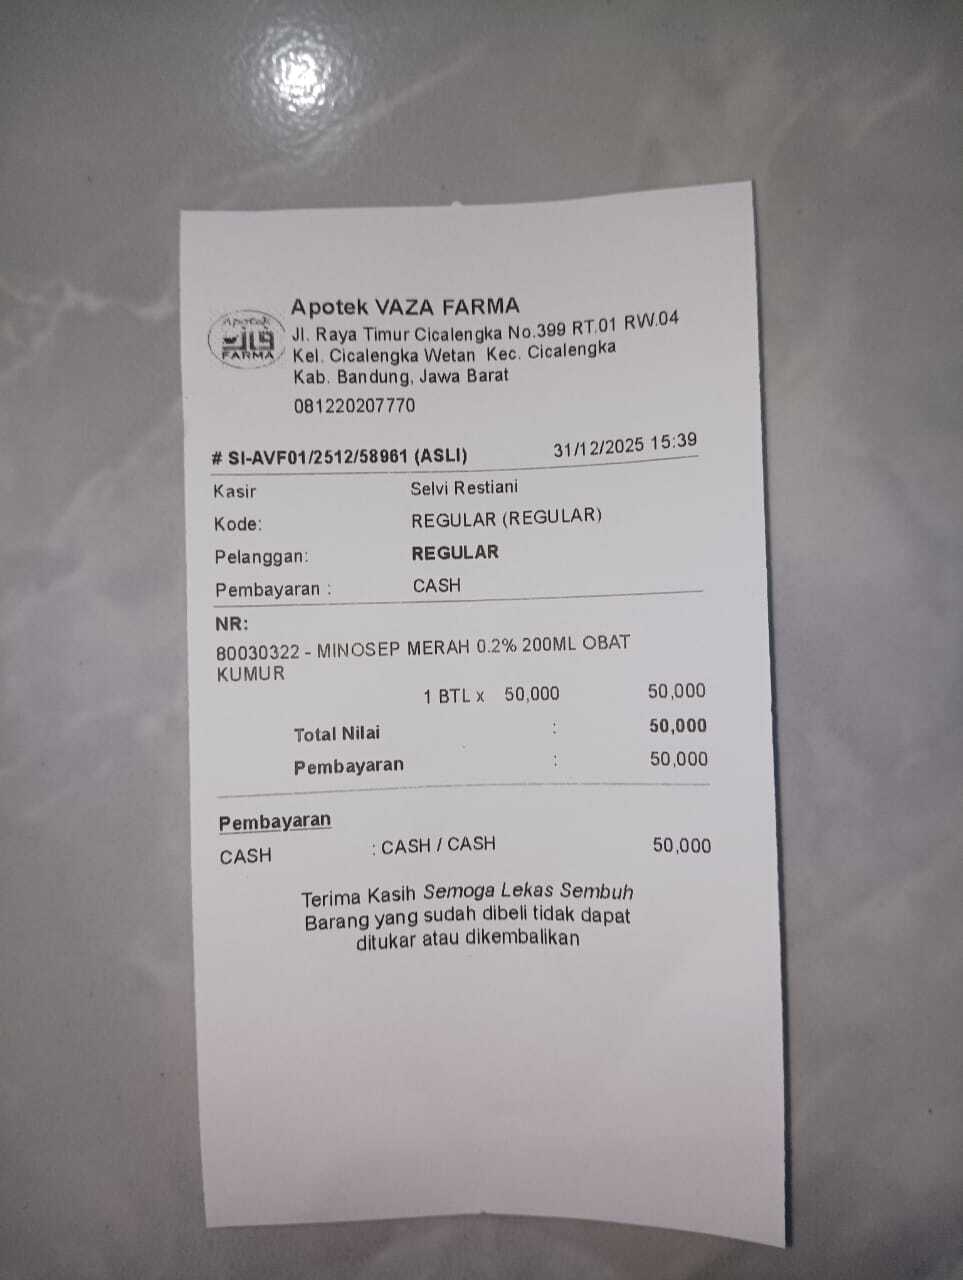 Apotek VAZA FARMA
Jl. Raya Timur Cicalengka No.399 RT.01 RW.04
Kel. Cicalengka Wetan Kec. Cicalengka
Kab. Bandung, Jawa Barat
081220207770
Apotek
FARMA
# SI-AVF01/2512/58961 (ASLI) 31/12/2025 15:39
Kasir Selvi Restiani
Kode: REGULAR (REGULAR)
Pelanggan: REGULAR
Pembayaran : CASH
NR:
80030322 - MINOSEP MERAH 0.2% 200ML OBAT
KUMUR
1 BTL x 50,000 50,000
Total Nilai : 50,000
Pembayaran : 50,000
Pembayaran
CASH : CASH / CASH 50,000
Terima Kasih Semoga Lekas Sembuh
Barang yang sudah dibeli tidak dapat
ditukar atau dikembalikan